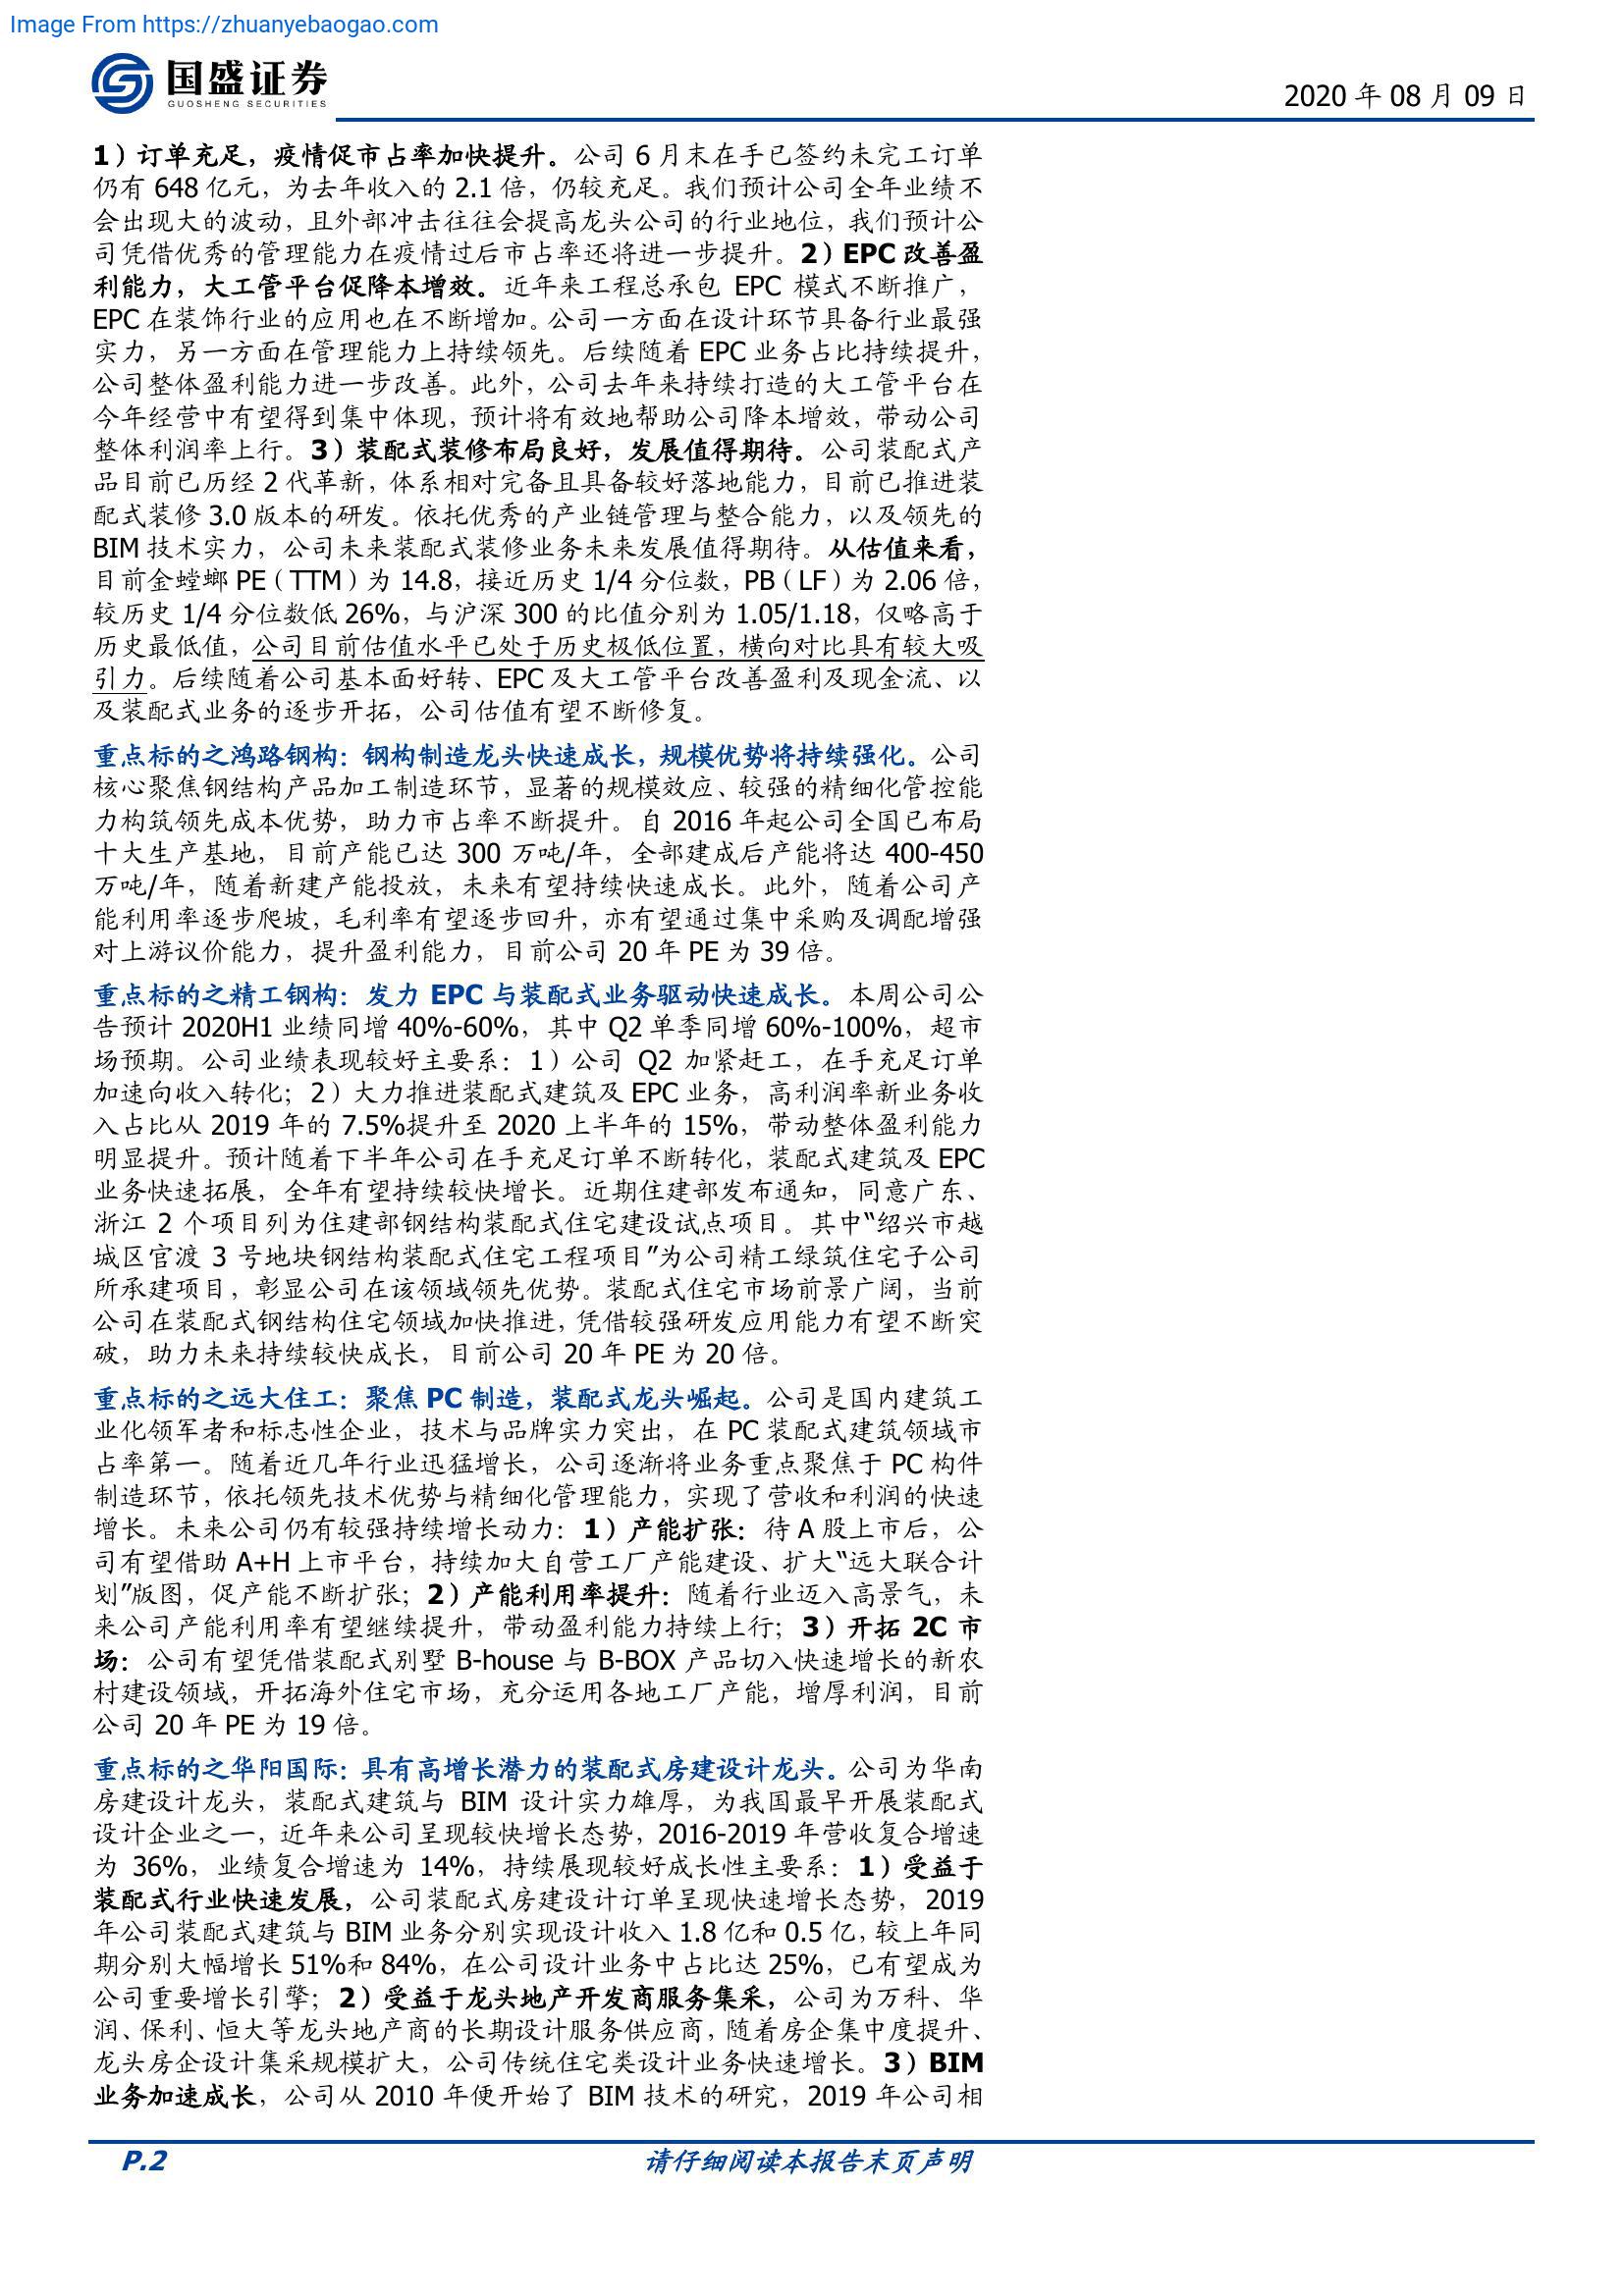 Image From https://zhuanyebaogao.com
国盛证券
GUOSHENG SECURITIES
2020 年 08 月 09 日
1）订单充足，疫情促市占率加快提升。公司 6 月末在手已签约未完工订单
仍有 648 亿元，为去年收入的 2.1 倍，仍较充足。我们预计公司全年业绩不
会出现大的波动，且外部冲击往往会提高龙头公司的行业地位，我们预计公
司凭借优秀的管理能力在疫情过后市占率还将进一步提升。2）EPC 改善盈
利能力，大工管平台促降本增效。近年来工程总承包 EPC 模式不断推广，
EPC 在装饰行业的应用也在不断增加。公司一方面在设计环节具备行业最强
实力，另一方面在管理能力上持续领先。后续随着 EPC 业务占比持续提升，
公司整体盈利能力进一步改善。此外，公司去年来持续打造的大工管平台在
今年经营中有望得到集中体现，预计将有效地帮助公司降本增效，带动公司
整体利润率上行。3）装配式装修布局良好，发展值得期待。公司装配式产
品目前已历经 2 代革新，体系相对完备且具备较好落地能力，目前已推进装
配式装修 3.0 版本的研发。依托优秀的产业链管理与整合能力，以及领先的
BIM 技术实力，公司未来装配式装修业务未来发展值得期待。从估值来看，
目前金螳螂 PE（TTM）为 14.8，接近历史 1/4 分位数，PB（LF）为 2.06 倍，
较历史 1/4 分位数低 26%，与沪深 300 的比值分别为 1.05/1.18，仅略高于
历史最低值，公司目前估值水平已处于历史极低位置，横向对比具有较大吸
引力。后续随着公司基本面好转、EPC 及大工管平台改善盈利及现金流、以
及装配式业务的逐步开拓，公司估值有望不断修复。
重点标的之鸿路钢构：钢构制造龙头快速成长，规模优势将持续强化。公司
核心聚焦钢结构产品加工制造环节，显著的规模效应、较强的精细化管控能
力构筑领先成本优势，助力市占率不断提升。自 2016 年起公司全国已布局
十大生产基地，目前产能已达 300 万吨/年，全部建成后产能将达 400-450
万吨/年，随着新建产能投放，未来有望持续快速成长。此外，随着公司产
能利用率逐步爬坡，毛利率有望逐步回升，亦有望通过集中采购及调配增强
对上游议价能力，提升盈利能力，目前公司 20 年 PE 为 39 倍。
重点标的之精工钢构：发力 EPC 与装配式业务驱动快速成长。本周公司公
告预计 2020H1 业绩同增 40%-60%，其中 Q2 单季同增 60%-100%，超市
场预期。公司业绩表现较好主要系：1）公司 Q2 加紧赶工，在手充足订单
加速向收入转化；2）大力推进装配式建筑及 EPC 业务，高利润率新业务收
入占比从 2019 年的 7.5%提升至 2020 上半年的 15%，带动整体盈利能力
明显提升。预计随着下半年公司在手充足订单不断转化，装配式建筑及 EPC
业务快速拓展，全年有望持续较快增长。近期住建部发布通知，同意广东、
浙江 2 个项目列为住建部钢结构装配式住宅建设试点项目。其中“绍兴市越
城区官渡 3 号地块钢结构装配式住宅工程项目”为公司精工绿筑住宅子公司
所承建项目，彰显公司在该领域领先优势。装配式住宅市场前景广阔，当前
公司在装配式钢结构住宅领域加快推进，凭借较强研发应用能力有望不断突
破，助力未来持续较快成长，目前公司 20 年 PE 为 20 倍。
重点标的之远大住工：聚焦 PC 制造，装配式龙头崛起。公司是国内建筑工
业化领军者和标志性企业，技术与品牌实力突出，在 PC 装配式建筑领域市
占率第一。随着近几年行业迅猛增长，公司逐渐将业务重点聚焦于 PC 构件
制造环节，依托领先技术优势与精细化管理能力，实现了营收和利润的快速
增长。未来公司仍有较强持续增长动力：1）产能扩张：待 A 股上市后，公
司有望借助 A+H 上市平台，持续加大自营工厂产能建设、扩大“远大联合计
划”版图，促产能不断扩张；2）产能利用率提升：随着行业迈入高景气，未
来公司产能利用率有望继续提升，带动盈利能力持续上行；3）开拓 2C 市
场：公司有望凭借装配式别墅 B-house 与 B-BOX 产品切入快速增长的新农
村建设领域，开拓海外住宅市场，充分运用各地工厂产能，增厚利润，目前
公司 20 年 PE 为 19 倍。
重点标的之华阳国际：具有高增长潜力的装配式房建设计龙头。公司为华南
房建设计龙头，装配式建筑与 BIM 设计实力雄厚，为我国最早开展装配式
设计企业之一，近年来公司呈现较快增长态势，2016-2019 年营收复合增速
为 36%，业绩复合增速为 14%，持续展现较好成长性主要系：1）受益于
装配式行业快速发展，公司装配式房建设计订单呈现快速增长态势，2019
年公司装配式建筑与 BIM 业务分别实现设计收入 1.8 亿和 0.5 亿，较上年同
期分别大幅增长 51%和 84%，在公司设计业务中占比达 25%，已有望成为
公司重要增长引擎；2）受益于龙头地产开发商服务集采，公司为万科、华
润、保利、恒大等龙头地产商的长期设计服务供应商，随着房企集中度提升、
龙头房企设计集采规模扩大，公司传统住宅类设计业务快速增长。3）BIM
业务加速成长，公司从 2010 年便开始了 BIM 技术的研究，2019 年公司相
P.2
请仔细阅读本报告末页声明